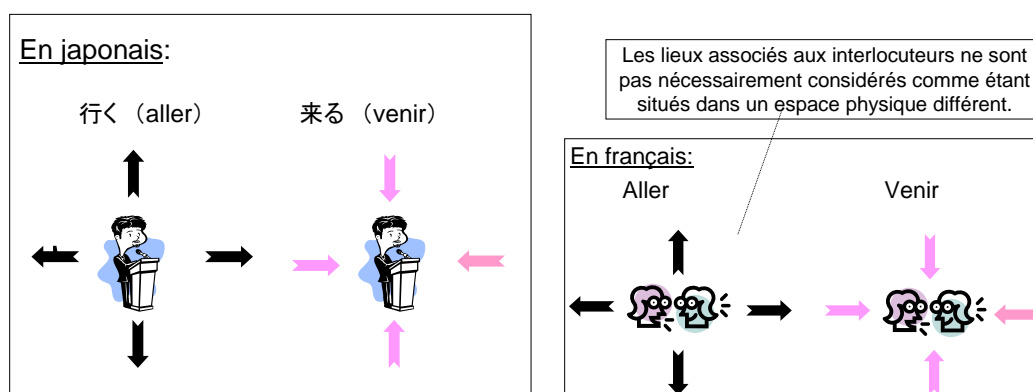 En japonais:
行く（aller）
来る（venir）
Les lieux associés aux interlocuteurs ne sont
pas nécessairement considérés comme étant
situés dans un espace physique différent.
En français:
Aller
Venir